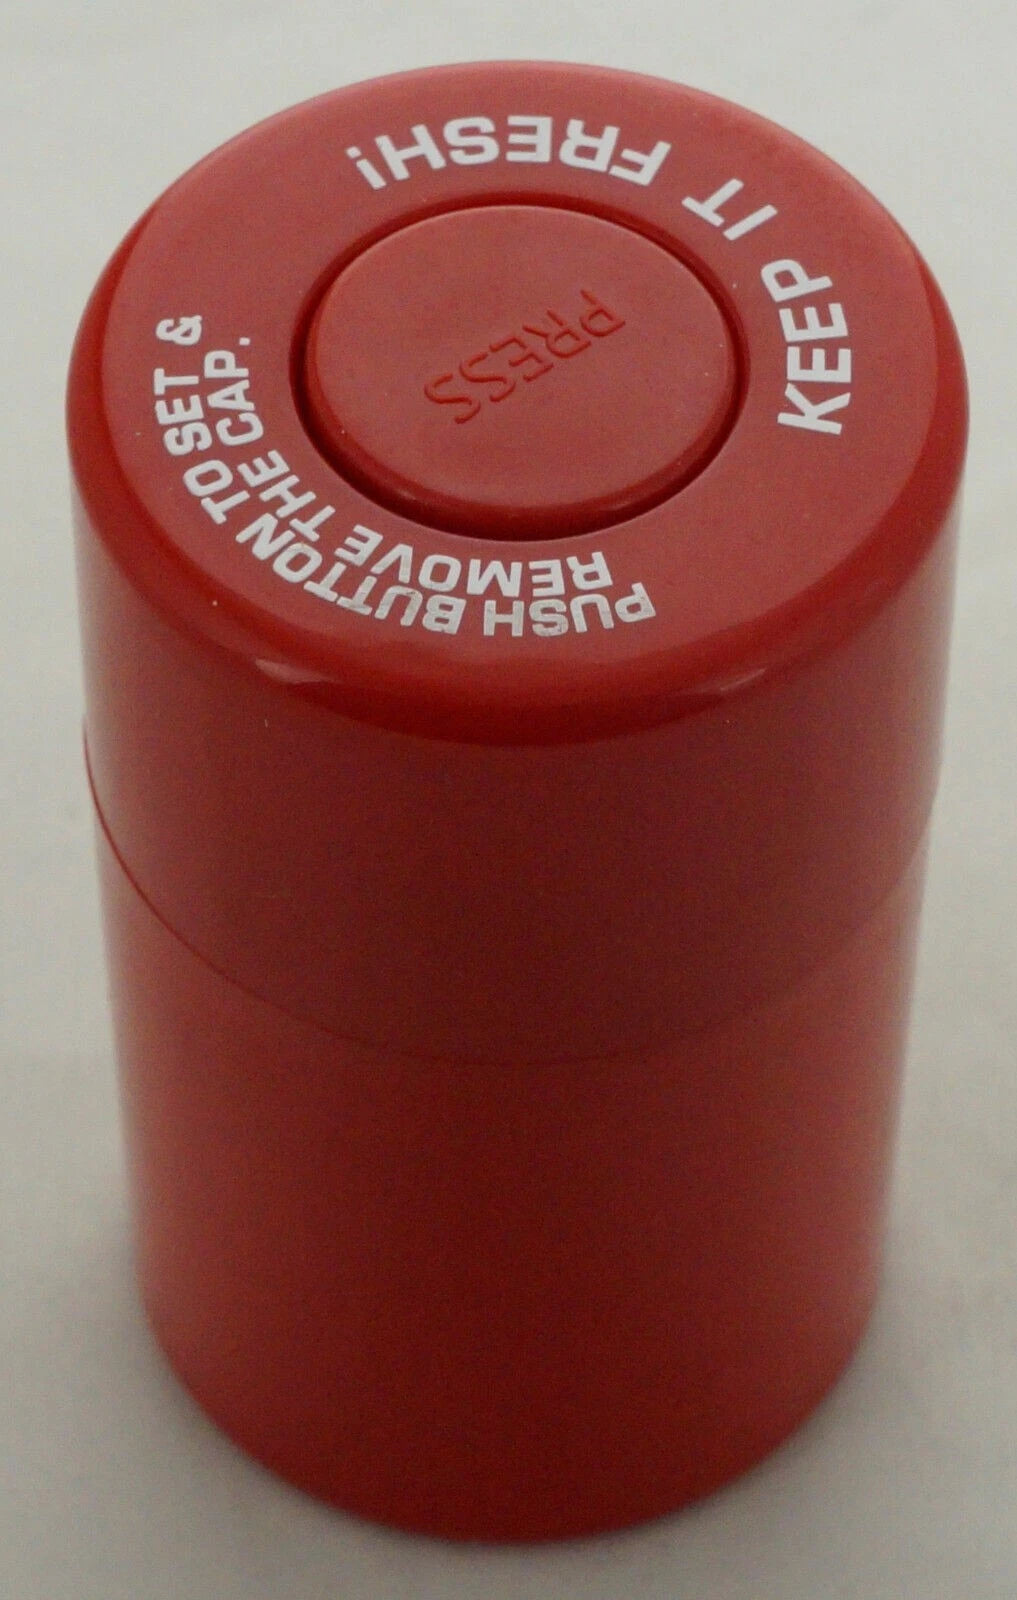 KEEP IT FRESH!
PRESS
PUSH BUTTON TO SET &
REMOVE THE CAP.